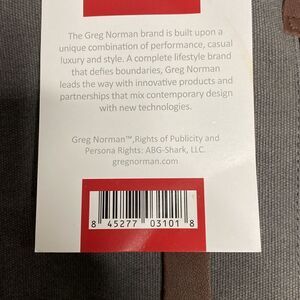 The Greg Norman brand is built upon a
unique combination of performance, casual
luxury and style. A complete lifestyle brand
that defies boundaries, Greg Norman
leads the way with innovative products and
partnerships that mix contemporary design
with new technologies.
Greg Norman™,Rights of Publicity and
Persona Rights: ABG-Shark, LLC.
gregnorman.com
8 45277 03101 8